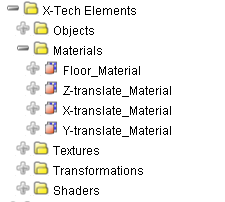 X-Tech Elements
Objects
Materials
Floor_Material
Z-translate_Material
X-translate_Material
Y-translate_Material
Textures
Transformations
Shaders